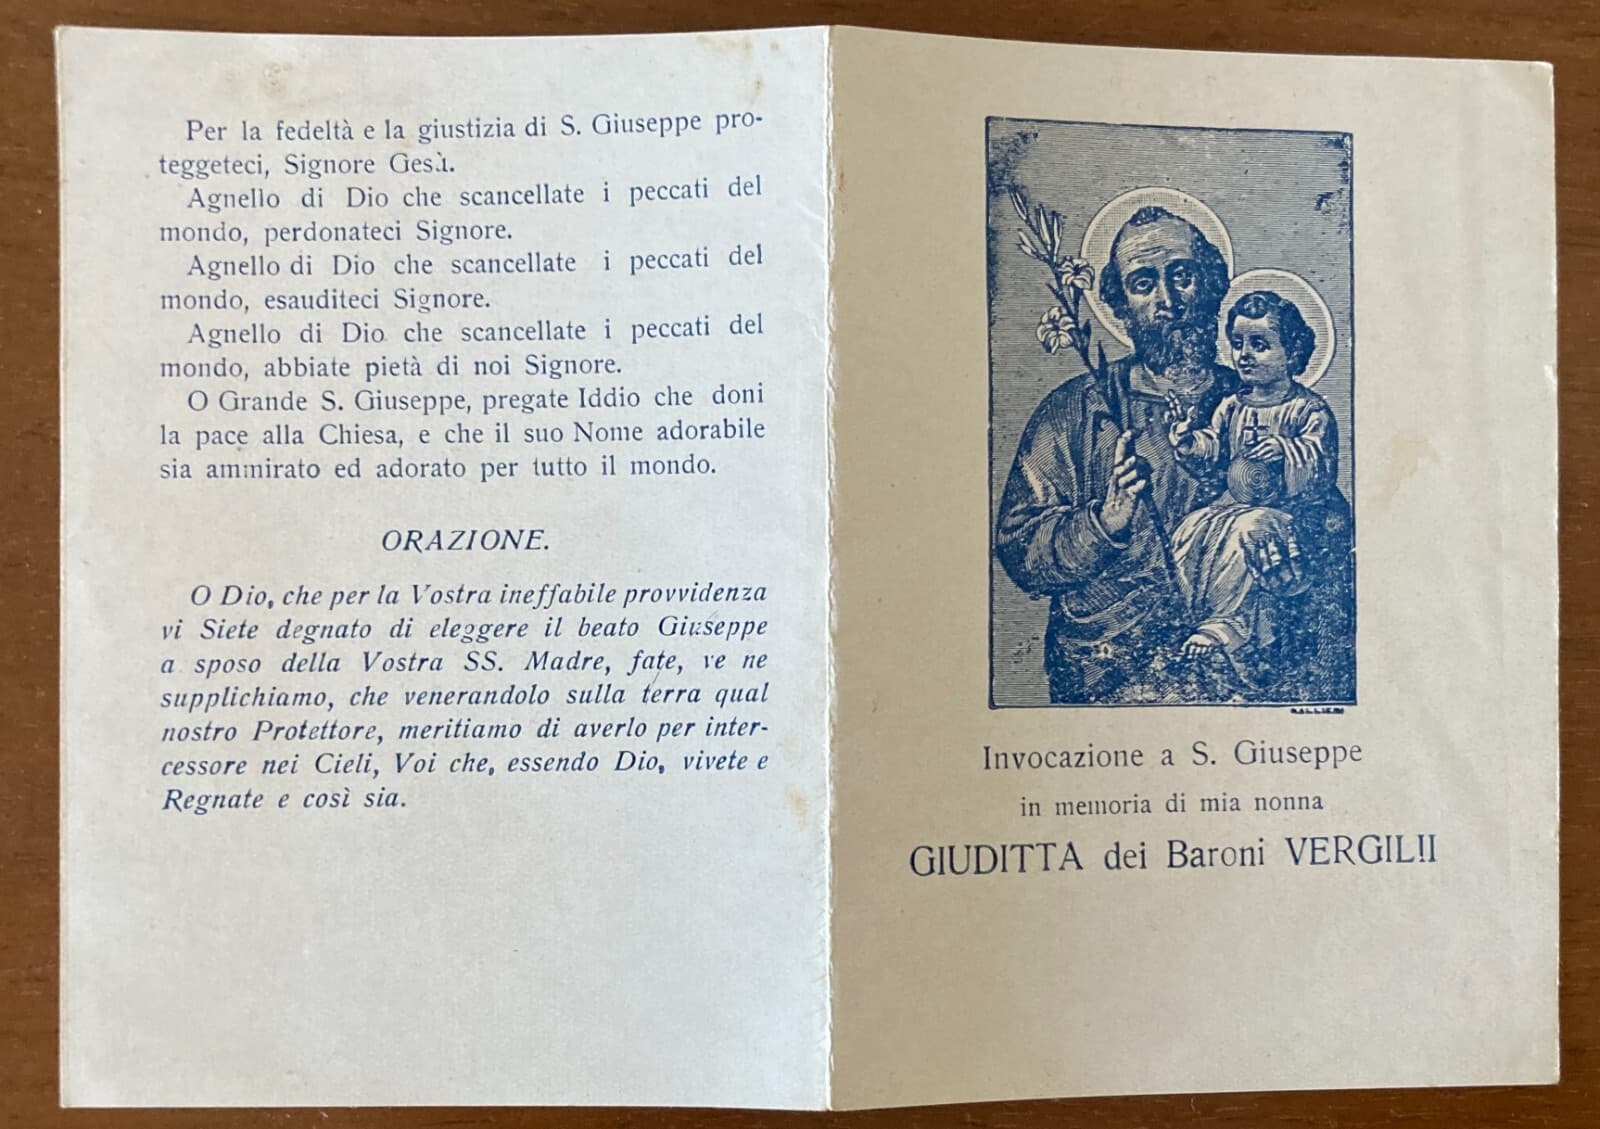 Per la fedeltà e la giustizia di S. Giuseppe pro-
teggeteci, Signore Gesù.
Agnello di Dio che scancellate i peccati del
mondo, perdonateci Signore.
Agnello di Dio che scancellate i peccati del
mondo, esauditeci Signore.
Agnello di Dio che scancellate i peccati del
mondo, abbiate pietà di noi Signore.
O Grande S. Giuseppe, pregate Iddio che doni
la pace alla Chiesa, e che il suo Nome adorabile
sia ammirato ed adorato per tutto il mondo.
ORAZIONE.
O Dio, che per la Vostra ineffabile provvidenza
vi Siete degnato di eleggere il beato Giuseppe
a sposo della Vostra SS. Madre, fate, ve ne
supplichiamo, che venerandolo sulla terra qual
nostro Protettore, meritiamo di averlo per inter-
cessore nei Cieli, Voi che, essendo Dio, vivete e
Regnate e così sia.
Invocazione a S. Giuseppe
in memoria di mia nonna
GIUDITTA dei Baroni VERGILII